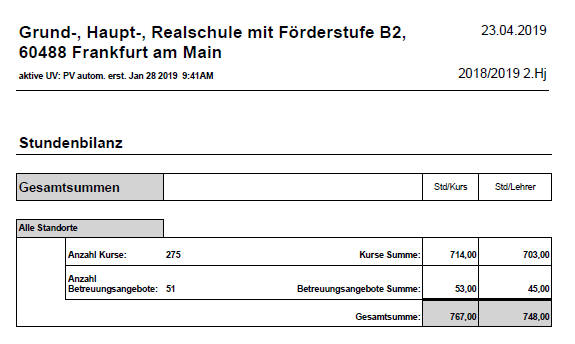 Grund-, Haupt-, Realschule mit Förderstufe B2, 23.04.2019
60488 Frankfurt am Main
aktive UV: PV autom. erst. Jan 28 2019 9:41AM 2018/2019 2.Hj
Stundenbilanz
Gesamtsummen Std/Kurs Std/Lehrer
Alle Standorte
Anzahl Kurse: 275 Kurse Summe: 714,00 703,00
Anzahl
Betreuungsangebote: 51 Betreuungsangebote Summe: 53,00 45,00
Gesamtsumme: 767,00 748,00